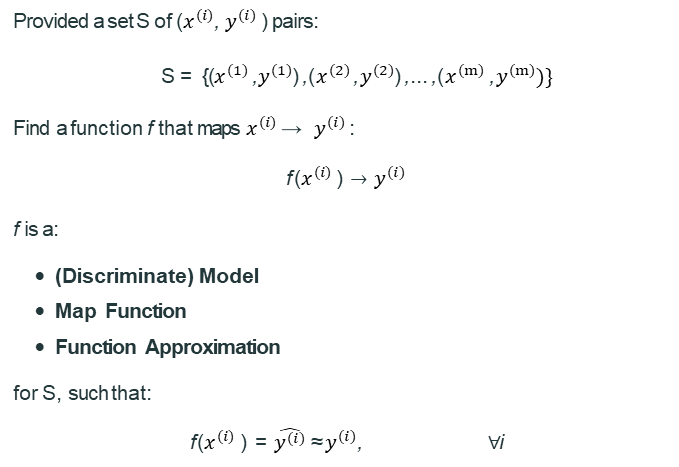 Provided a set S of (x⁽ⁱ⁾, y⁽ⁱ⁾ ) pairs:
S = {(x⁽¹⁾ ,y⁽¹⁾),(x⁽²⁾ ,y⁽²⁾),...,(x⁽ᵐ⁾ ,y⁽ᵐ⁾)}
Find a function f that maps x⁽ⁱ⁾ → y⁽ⁱ⁾ :
f(x⁽ⁱ⁾ ) → y⁽ⁱ⁾
f is a:
• (Discriminate) Model
• Map Function
• Function Approximation
for S, such that:
f(x⁽ⁱ⁾ ) = \widehat{y⁽ⁱ⁾} ≈ y⁽ⁱ⁾, ∀i